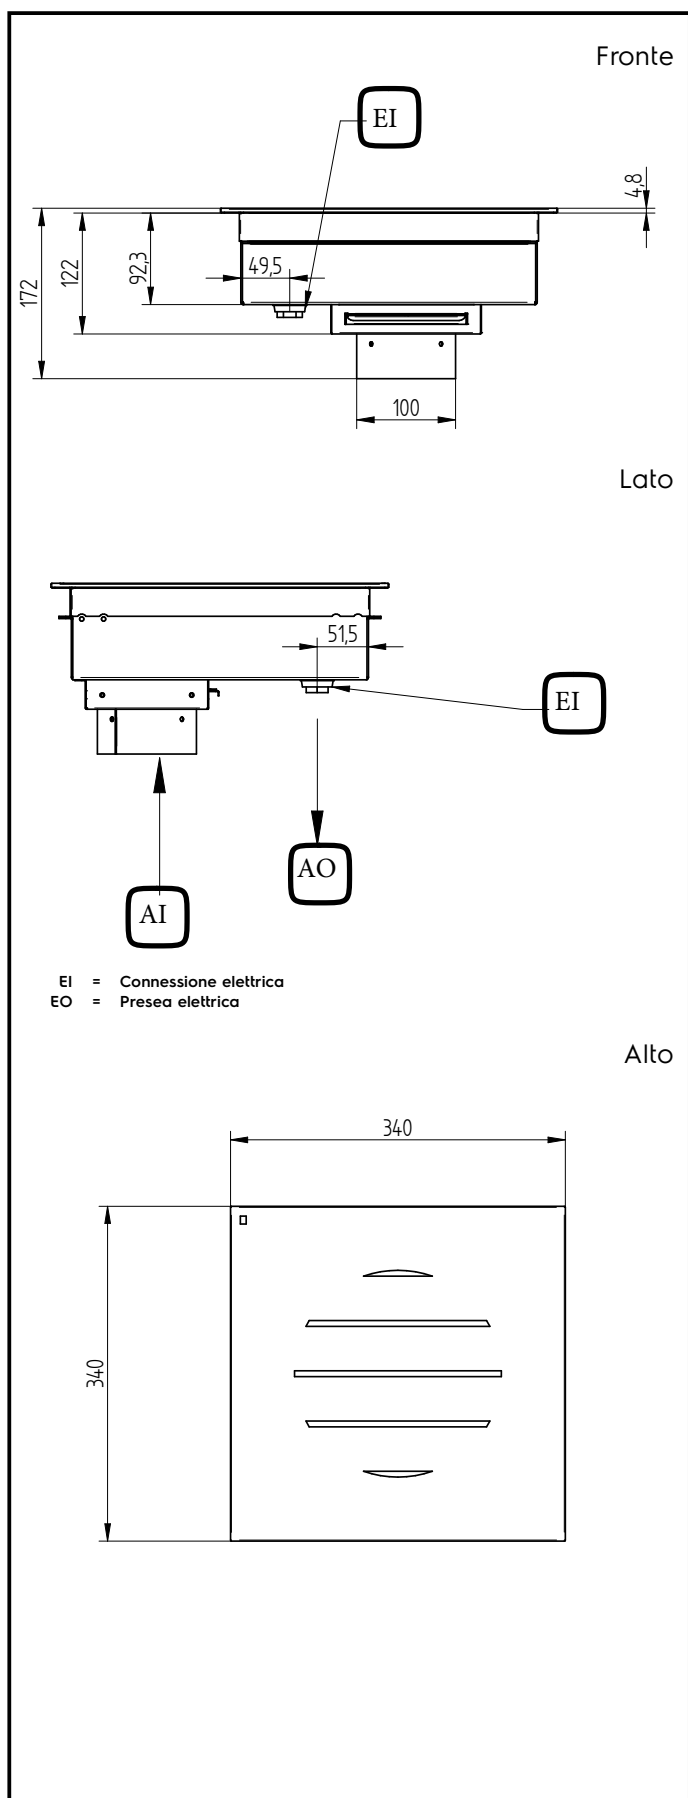 Fronte
EI
4,8
172
122
92,3
49,5
100
Lato
51,5
EI
AO
AI
EI = Connessione elettrica
EO = Presea elettrica
Alto
340
340